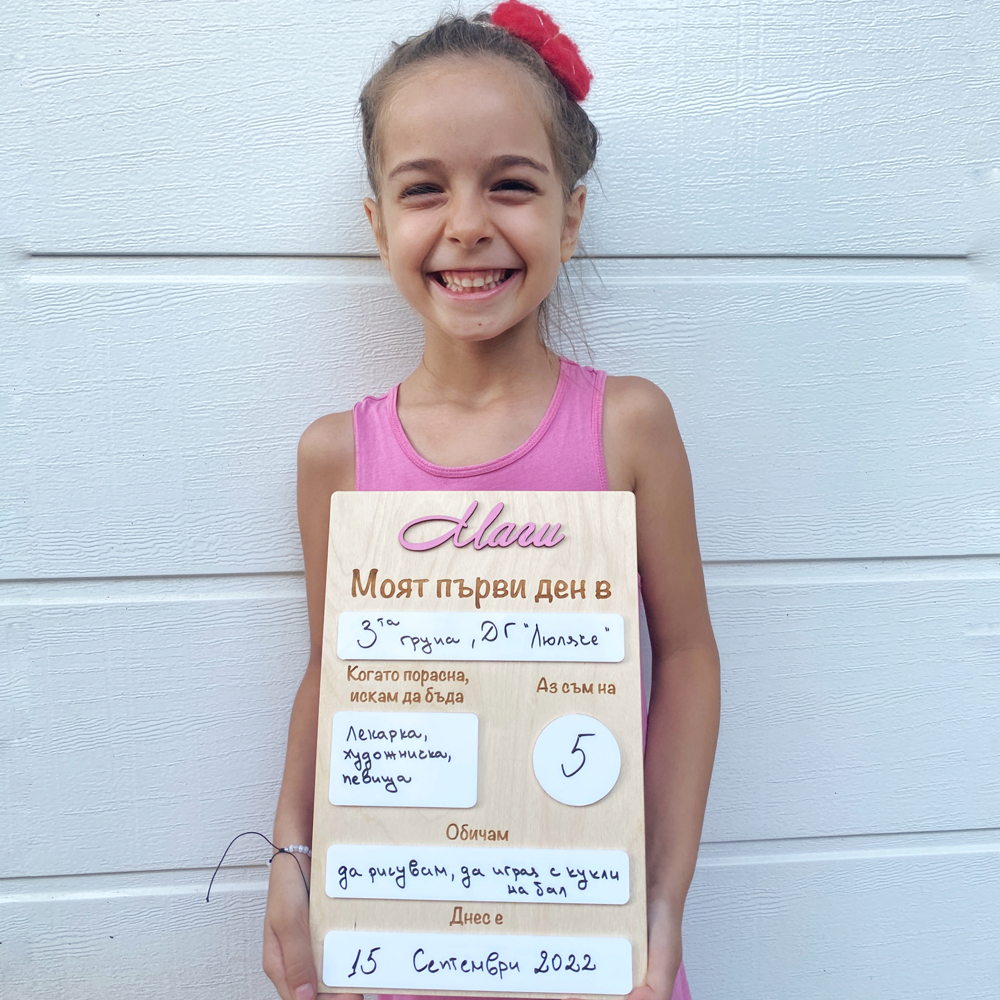 Маги
Моят първи ден в
3та група, ДГ "Люляче"
Когато порасна,
искам да бъда
Аз съм на
Лекарка,
художничка,
певица
5
Обичам
да рисувам, да играя с кукли
на бал
Днес е
15 Септември 2022